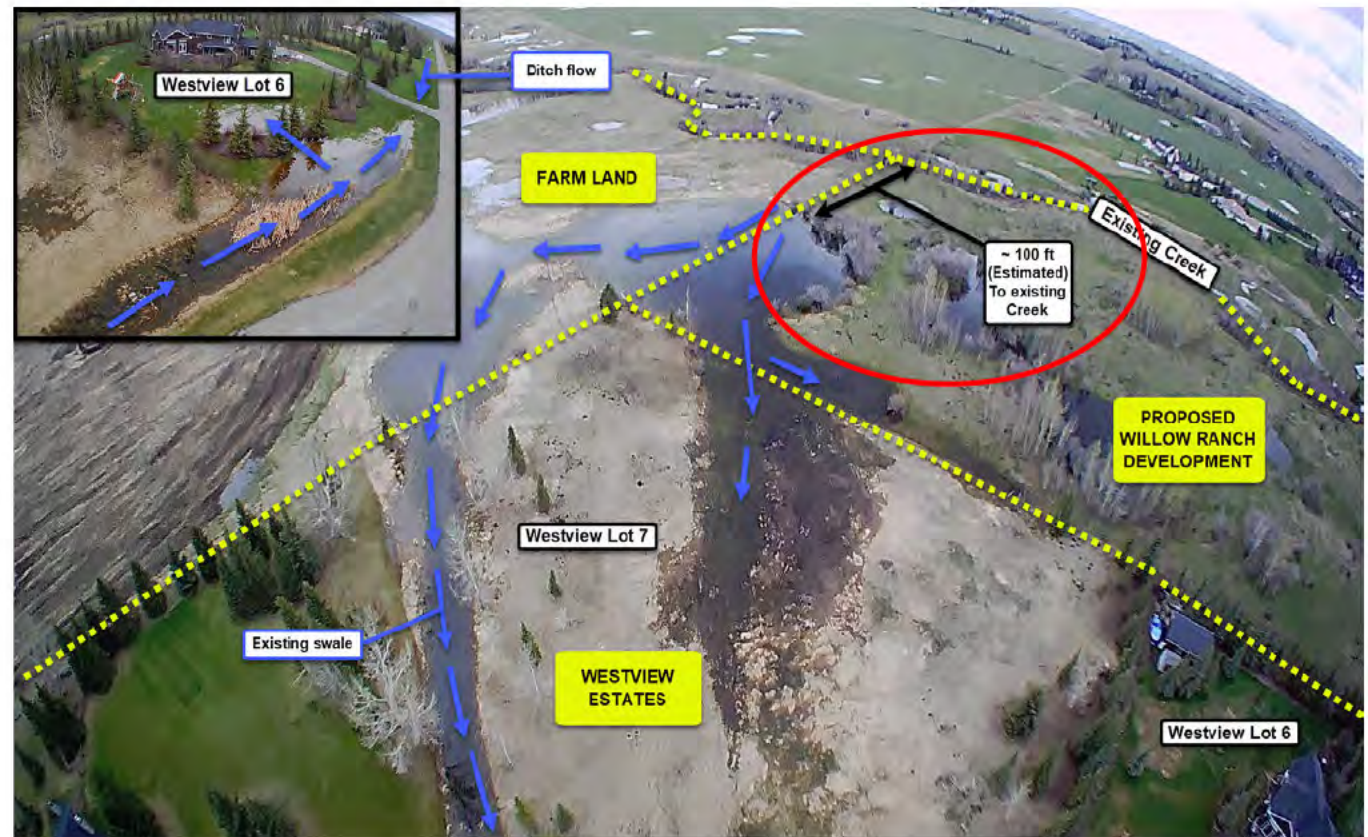 Westview Lot 6
Ditch flow
FARM LAND
Existing Creek
~ 100 ft
(Estimated)
To existing
Creek
PROPOSED
WILLOW RANCH
DEVELOPMENT
Westview Lot 7
Existing swale
WESTVIEW
ESTATES
Westview Lot 6